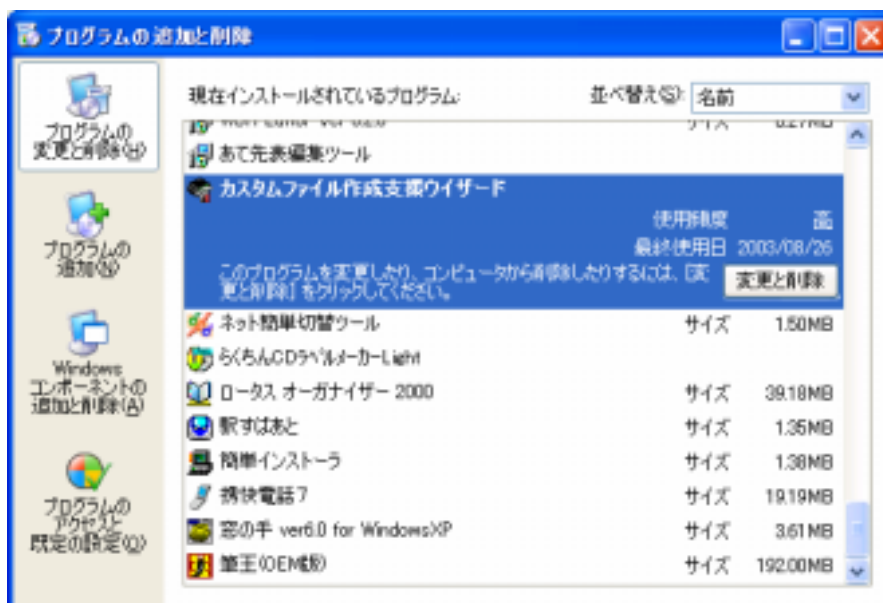 プログラムの追加と削除
プログラムの
変更と削除(H)
プログラムの
追加(N)
Windows
コンポーネントの
追加と削除(A)
プログラムの
アクセスと
既定の設定(O)
現在インストールされているプログラム:
並べ替え(S): 名前
サイズ 0.27MB
あて先表編集ツール
カスタムファイル作成支援ウイザード
使用頻度 高
最終使用日 2003/08/26
このプログラムを変更したり、コンピュータから削除したりするには、[変
更と削除] をクリックしてください。
変更と削除
ネット簡単切替ツール サイズ 1.50MB
らくちんCDラベルメーカーLight
ロータス オーガナイザー 2000 サイズ 39.18MB
駅すぱあと サイズ 1.35MB
簡単インストーラ サイズ 1.38MB
携快電話7 サイズ 19.19MB
窓の手 ver6.0 for WindowsXP サイズ 3.61MB
筆王(OEM版) サイズ 192.00MB